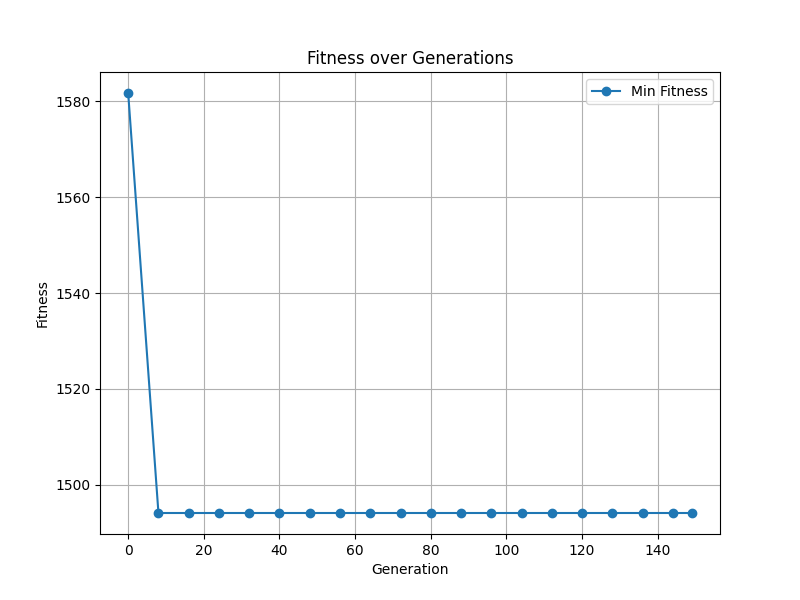 Fitness over Generations
Min Fitness
1580
1560
1540
1520
1500
Fitness
0 20 40 60 80 100 120 140
Generation